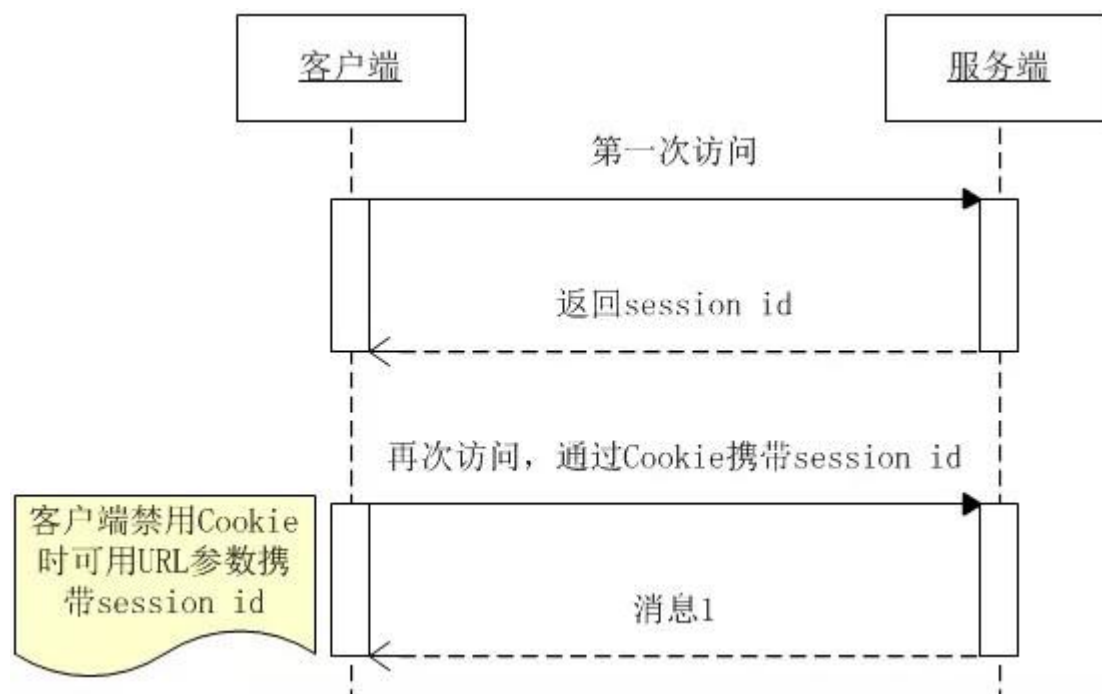 客户端
服务端
第一次访问
返回session id
再次访问，通过Cookie携带session id
客户端禁用Cookie
时可用URL参数携
带session id
消息1